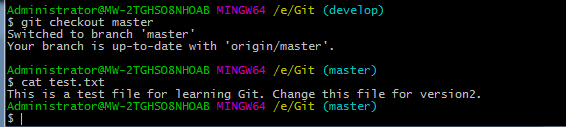 Administrator@MW-2TGHSO8NHOAB MINGW64 /e/Git (develop)
$ git checkout master
Switched to branch 'master'
Your branch is up-to-date with 'origin/master'.
Administrator@MW-2TGHSO8NHOAB MINGW64 /e/Git (master)
$ cat test.txt
This is a test file for learning Git. Change this file for version2.
Administrator@MW-2TGHSO8NHOAB MINGW64 /e/Git (master)
$